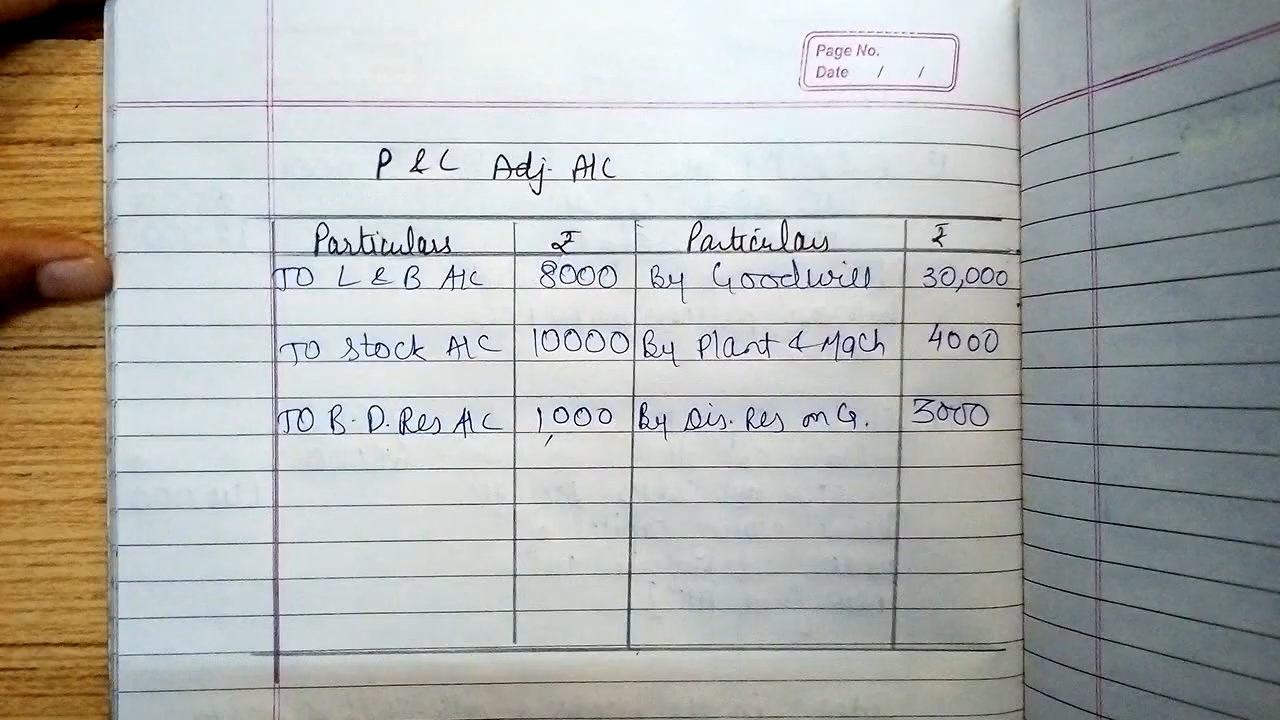 Page No.
Date / /
P & L Adj. A/C
Particulars ₹ Particulars ₹
TO L & B A/C 8000 By Goodwill 30,000
TO Stock A/C 10000 By Plant & Mach 4000
TO B.D.Res A/C 1,000 By Dis. Res on G. 3000